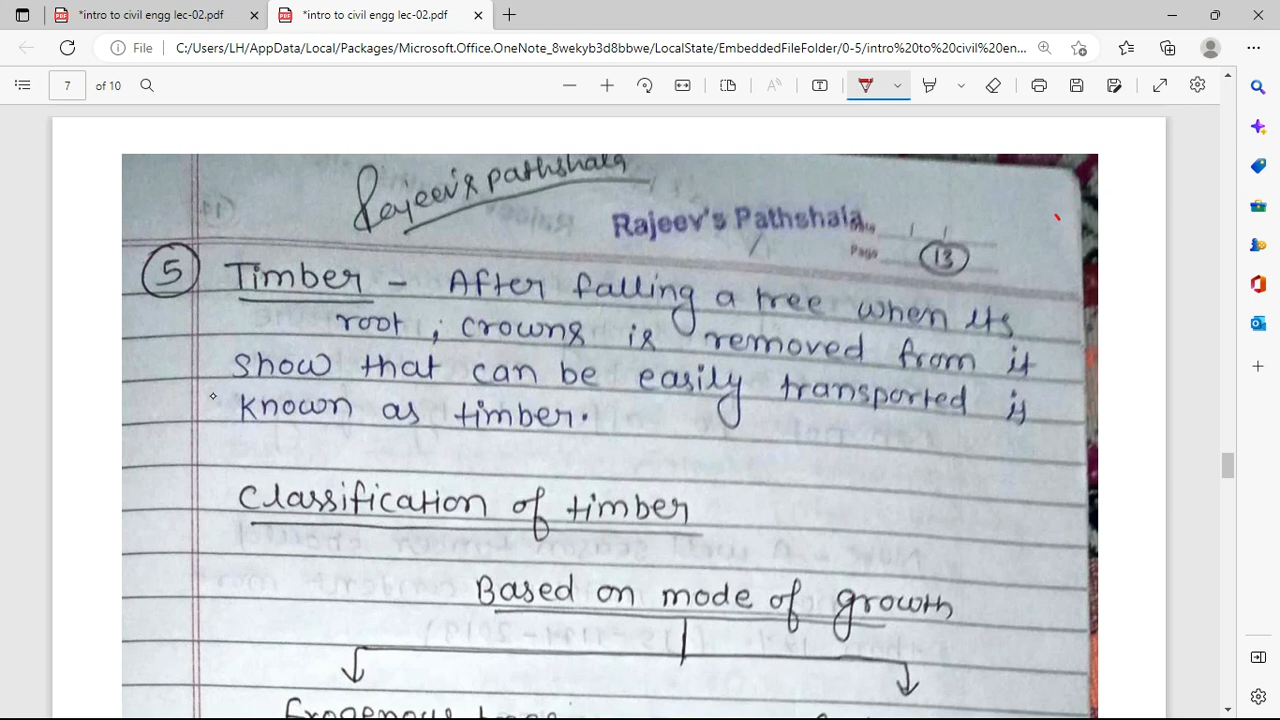 *intro to civil engg lec-02.pdf
*intro to civil engg lec-02.pdf
File C:/Users/LH/AppData/Local/Packages/Microsoft.Office.OneNote_8wekyb3d8bbwe/LocalState/EmbeddedFileFolder/0-5/intro%20to%20civil%20en...
7 of 10
Rajeev's pathshala
Rajeev's Pathshala
Page 13
5 Timber - After falling a tree when its
root, crowns is removed from it
show that can be easily transported is
known as timber.
Classification of timber
Based on mode of growth